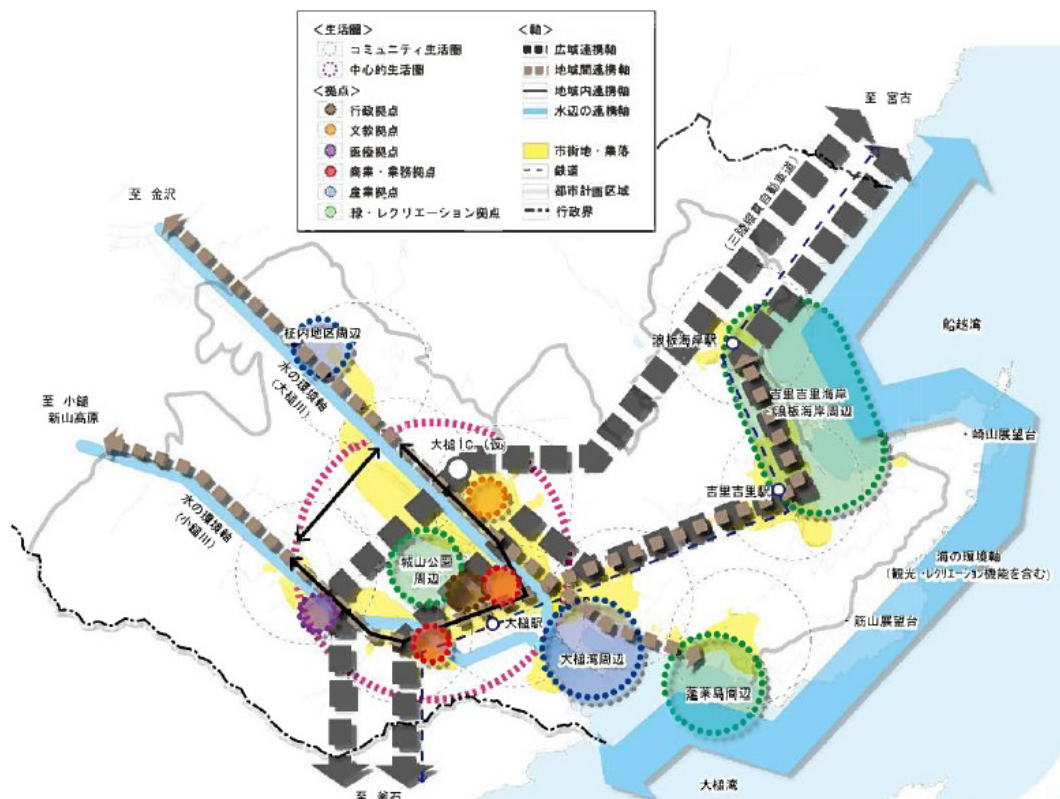 ＜生活圏＞
コミュニティ生活圏
中心的生活圏
＜拠点＞
行政拠点
文教拠点
医療拠点
商業・業務拠点
産業拠点
緑・レクリエーション拠点
＜軸＞
広域連携軸
地域間連携軸
地域内連携軸
水辺の連携軸
市街地・集落
鉄道
都市計画区域
行政界
至 宮古
(三陸縦貫自動車道)
至 金沢
船越湾
浪板海岸駅
柾内地区周辺
水の環境軸
(大槌川)
吉里吉里海岸
・浪板海岸周辺
至 小鎚
新山高原
大槌IC（仮）
・崎山展望台
吉里吉里駅
水の環境軸
(小鎚川)
城山公園
周辺
海の環境軸
(観光・レクリエーション機能を含む)
大槌駅
・筋山展望台
大槌湾周辺
蓬莱島周辺
大槌湾
至 釜石